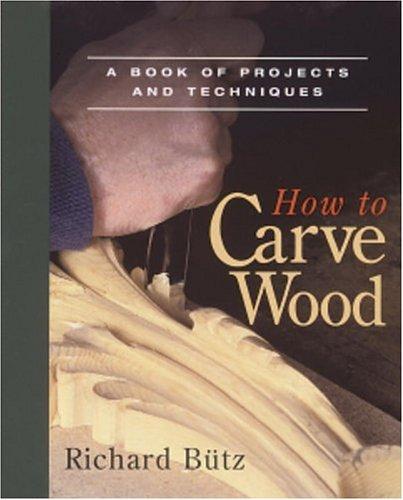 A BOOK OF PROJECTS
AND TECHNIQUES
How to
Carve
Wood
Richard Bütz